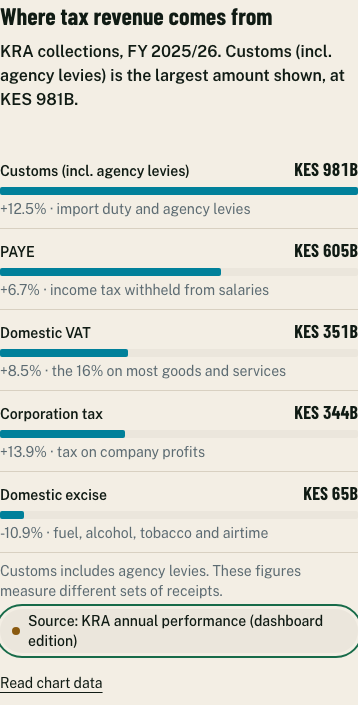 Where tax revenue comes from
KRA collections, FY 2025/26. Customs (incl.
agency levies) is the largest amount shown, at
KES 981B.
Customs (incl. agency levies) KES 981B
+12.5% · import duty and agency levies
PAYE KES 605B
+6.7% · income tax withheld from salaries
Domestic VAT KES 351B
+8.5% · the 16% on most goods and services
Corporation tax KES 344B
+13.9% · tax on company profits
Domestic excise KES 65B
-10.9% · fuel, alcohol, tobacco and airtime
Customs includes agency levies. These figures
measure different sets of receipts.
Source: KRA annual performance (dashboard
edition)
Read chart data